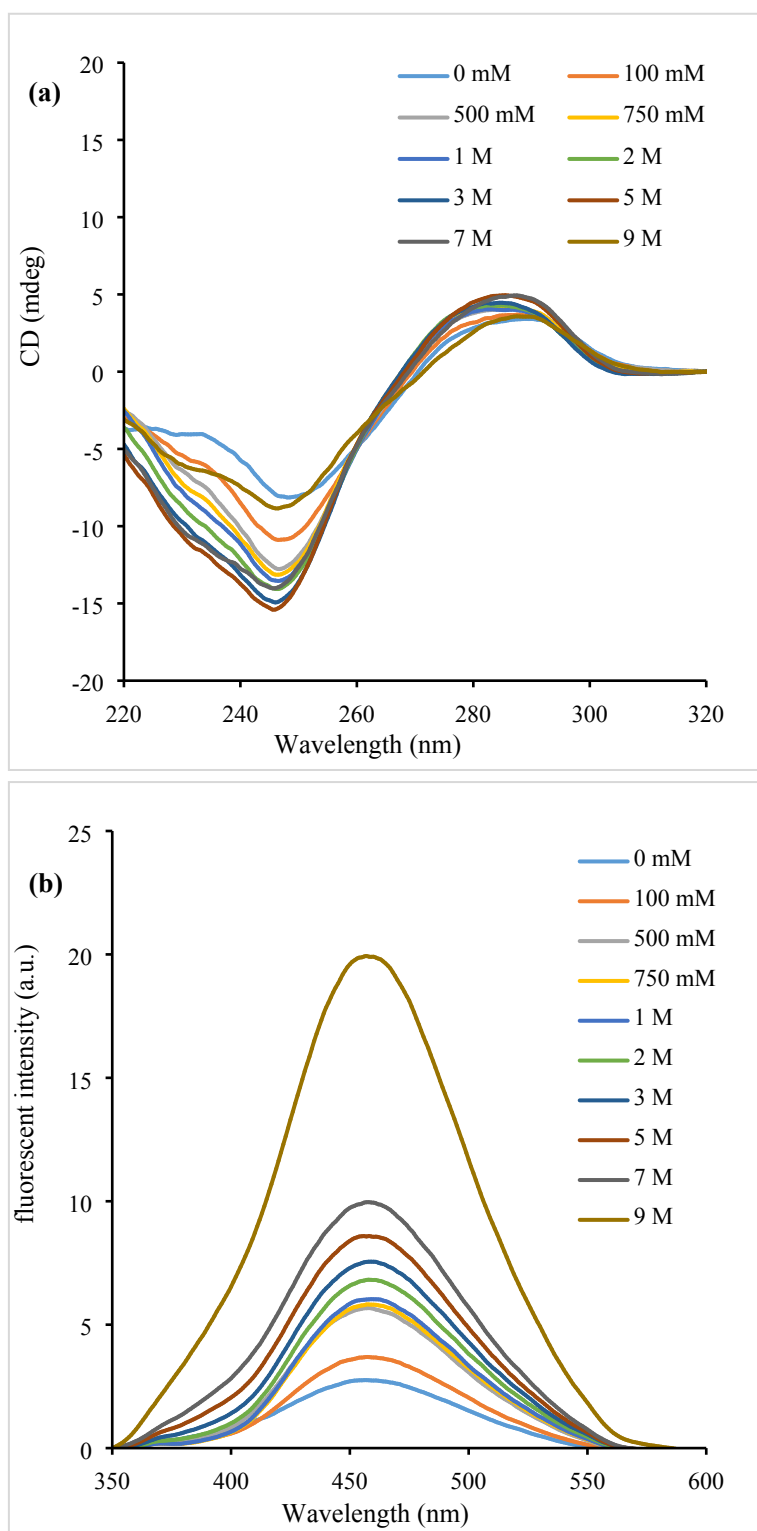 (a)
0 mM 100 mM
500 mM 750 mM
1 M 2 M
3 M 5 M
7 M 9 M
CD (mdeg)
20
15
10
5
0
-5
-10
-15
-20
220 240 260 280 300 320
Wavelength (nm)
(b)
0 mM
100 mM
500 mM
750 mM
1 M
2 M
3 M
5 M
7 M
9 M
fluorescent intensity (a.u.)
25
20
15
10
5
0
350 400 450 500 550 600
Wavelength (nm)